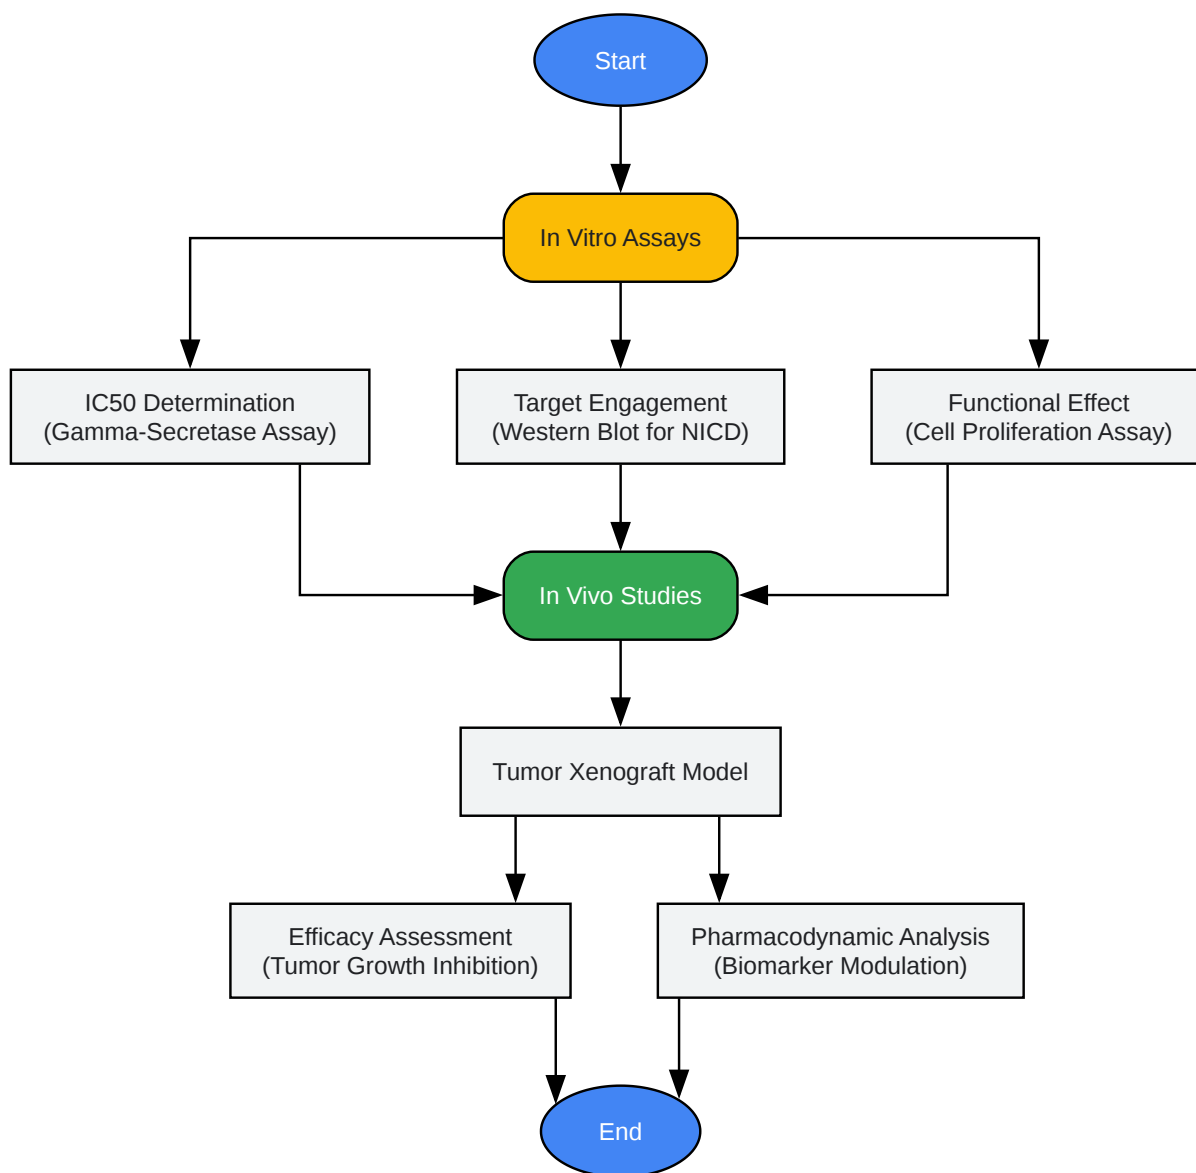 Start
In Vitro Assays
IC50 Determination
(Gamma-Secretase Assay)
Target Engagement
(Western Blot for NICD)
Functional Effect
(Cell Proliferation Assay)
In Vivo Studies
Tumor Xenograft Model
Efficacy Assessment
(Tumor Growth Inhibition)
Pharmacodynamic Analysis
(Biomarker Modulation)
End